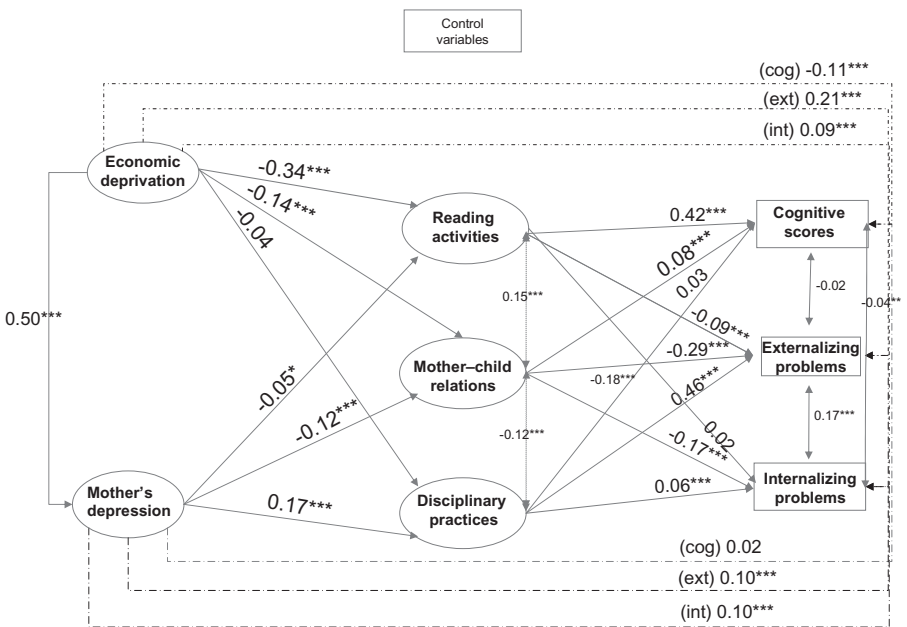 Control
variables
(cog) -0.11***
(ext) 0.21***
(int) 0.09***
Economic
deprivation
-0.34***
-0.14***
-0.04
Reading
activities
0.42***
0.08***
0.03
Cognitive
scores
0.50***
0.15***
-0.02
-0.04**
-0.09***
Mother–child
relations
-0.29***
Externalizing
problems
-0.05*
-0.12***
-0.18***
0.46***
-0.12***
0.02
-0.17***
0.17***
Mother's
depression
0.17***
Disciplinary
practices
0.06***
Internalizing
problems
(cog) 0.02
(ext) 0.10***
(int) 0.10***